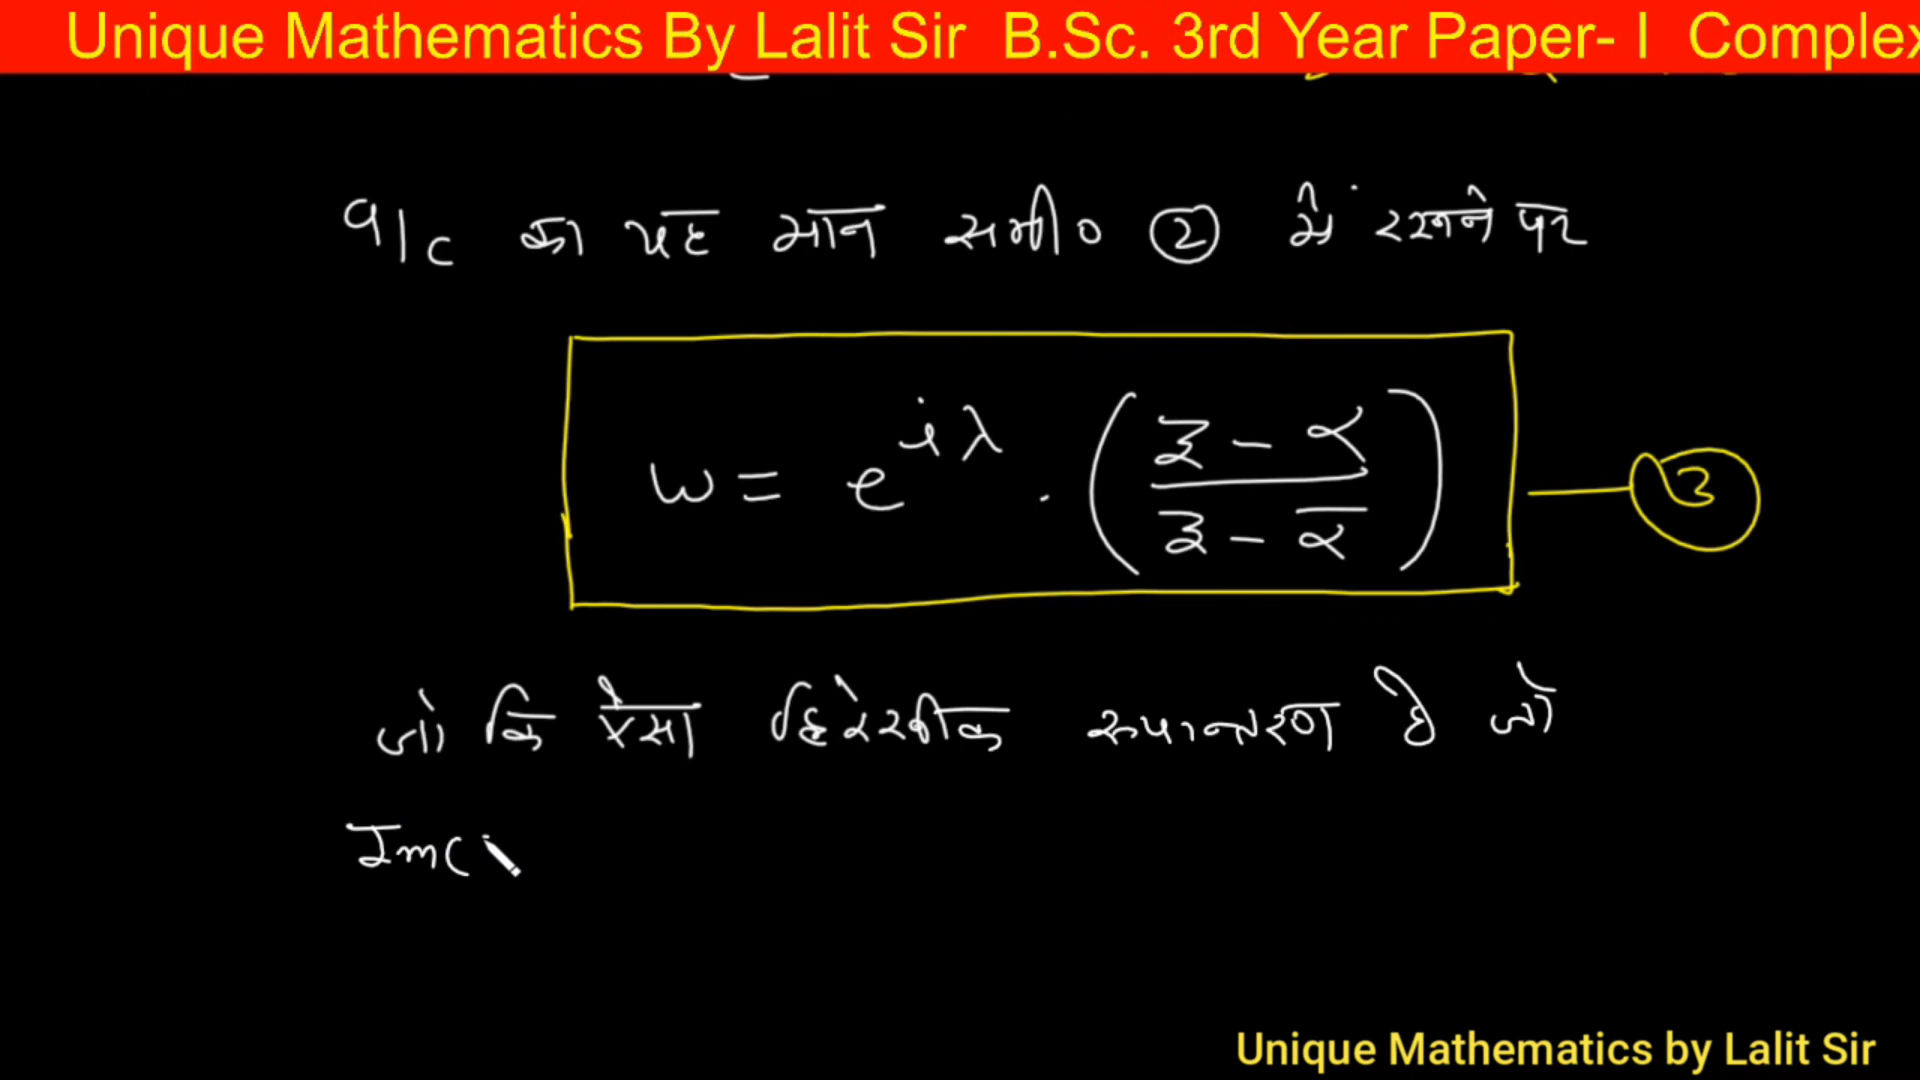 Unique Mathematics By Lalit Sir B.Sc. 3rd Year Paper- I Complex
a/c का यह मान समी० ② में रखने पर
w = e^{iλ} . ( (z - α) / (z - ᾱ) ) — ③
जो कि ऐसा द्विरेखीक रूपान्तरण है जो
Im(
Unique Mathematics by Lalit Sir